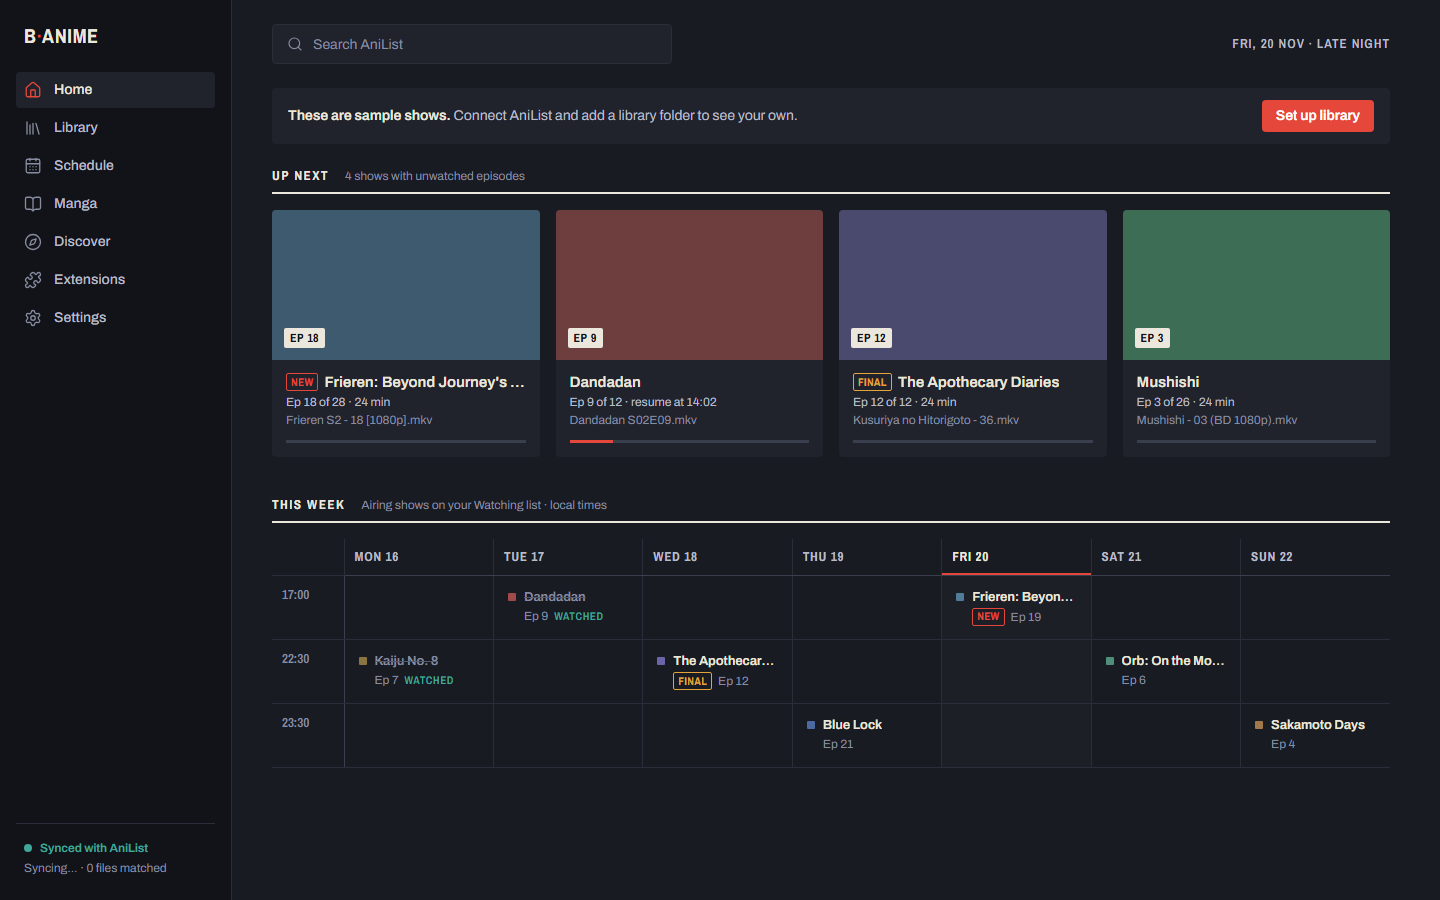 B·ANIME
Home
Library
Schedule
Manga
Discover
Extensions
Settings
Synced with AniList
Syncing... · 0 files matched
Search AniList
FRI, 20 NOV · LATE NIGHT
These are sample shows. Connect AniList and add a library folder to see your own.
Set up library
UP NEXT 4 shows with unwatched episodes
EP 18
NEW Frieren: Beyond Journey's ...
Ep 18 of 28 · 24 min
Frieren S2 - 18 [1080p].mkv
EP 9
Dandadan
Ep 9 of 12 · resume at 14:02
Dandadan S02E09.mkv
EP 12
FINAL The Apothecary Diaries
Ep 12 of 12 · 24 min
Kusuriya no Hitorigoto - 36.mkv
EP 3
Mushishi
Ep 3 of 26 · 24 min
Mushishi - 03 (BD 1080p).mkv
THIS WEEK Airing shows on your Watching list · local times
MON 16 TUE 17 WED 18 THU 19 FRI 20 SAT 21 SUN 22
17:00
Dandadan
Ep 9 WATCHED
Frieren: Beyon...
NEW Ep 19
22:30
Kaiju No. 8
Ep 7 WATCHED
The Apothecar...
FINAL Ep 12
Orb: On the Mo...
Ep 6
23:30
Blue Lock
Ep 21
Sakamoto Days
Ep 4